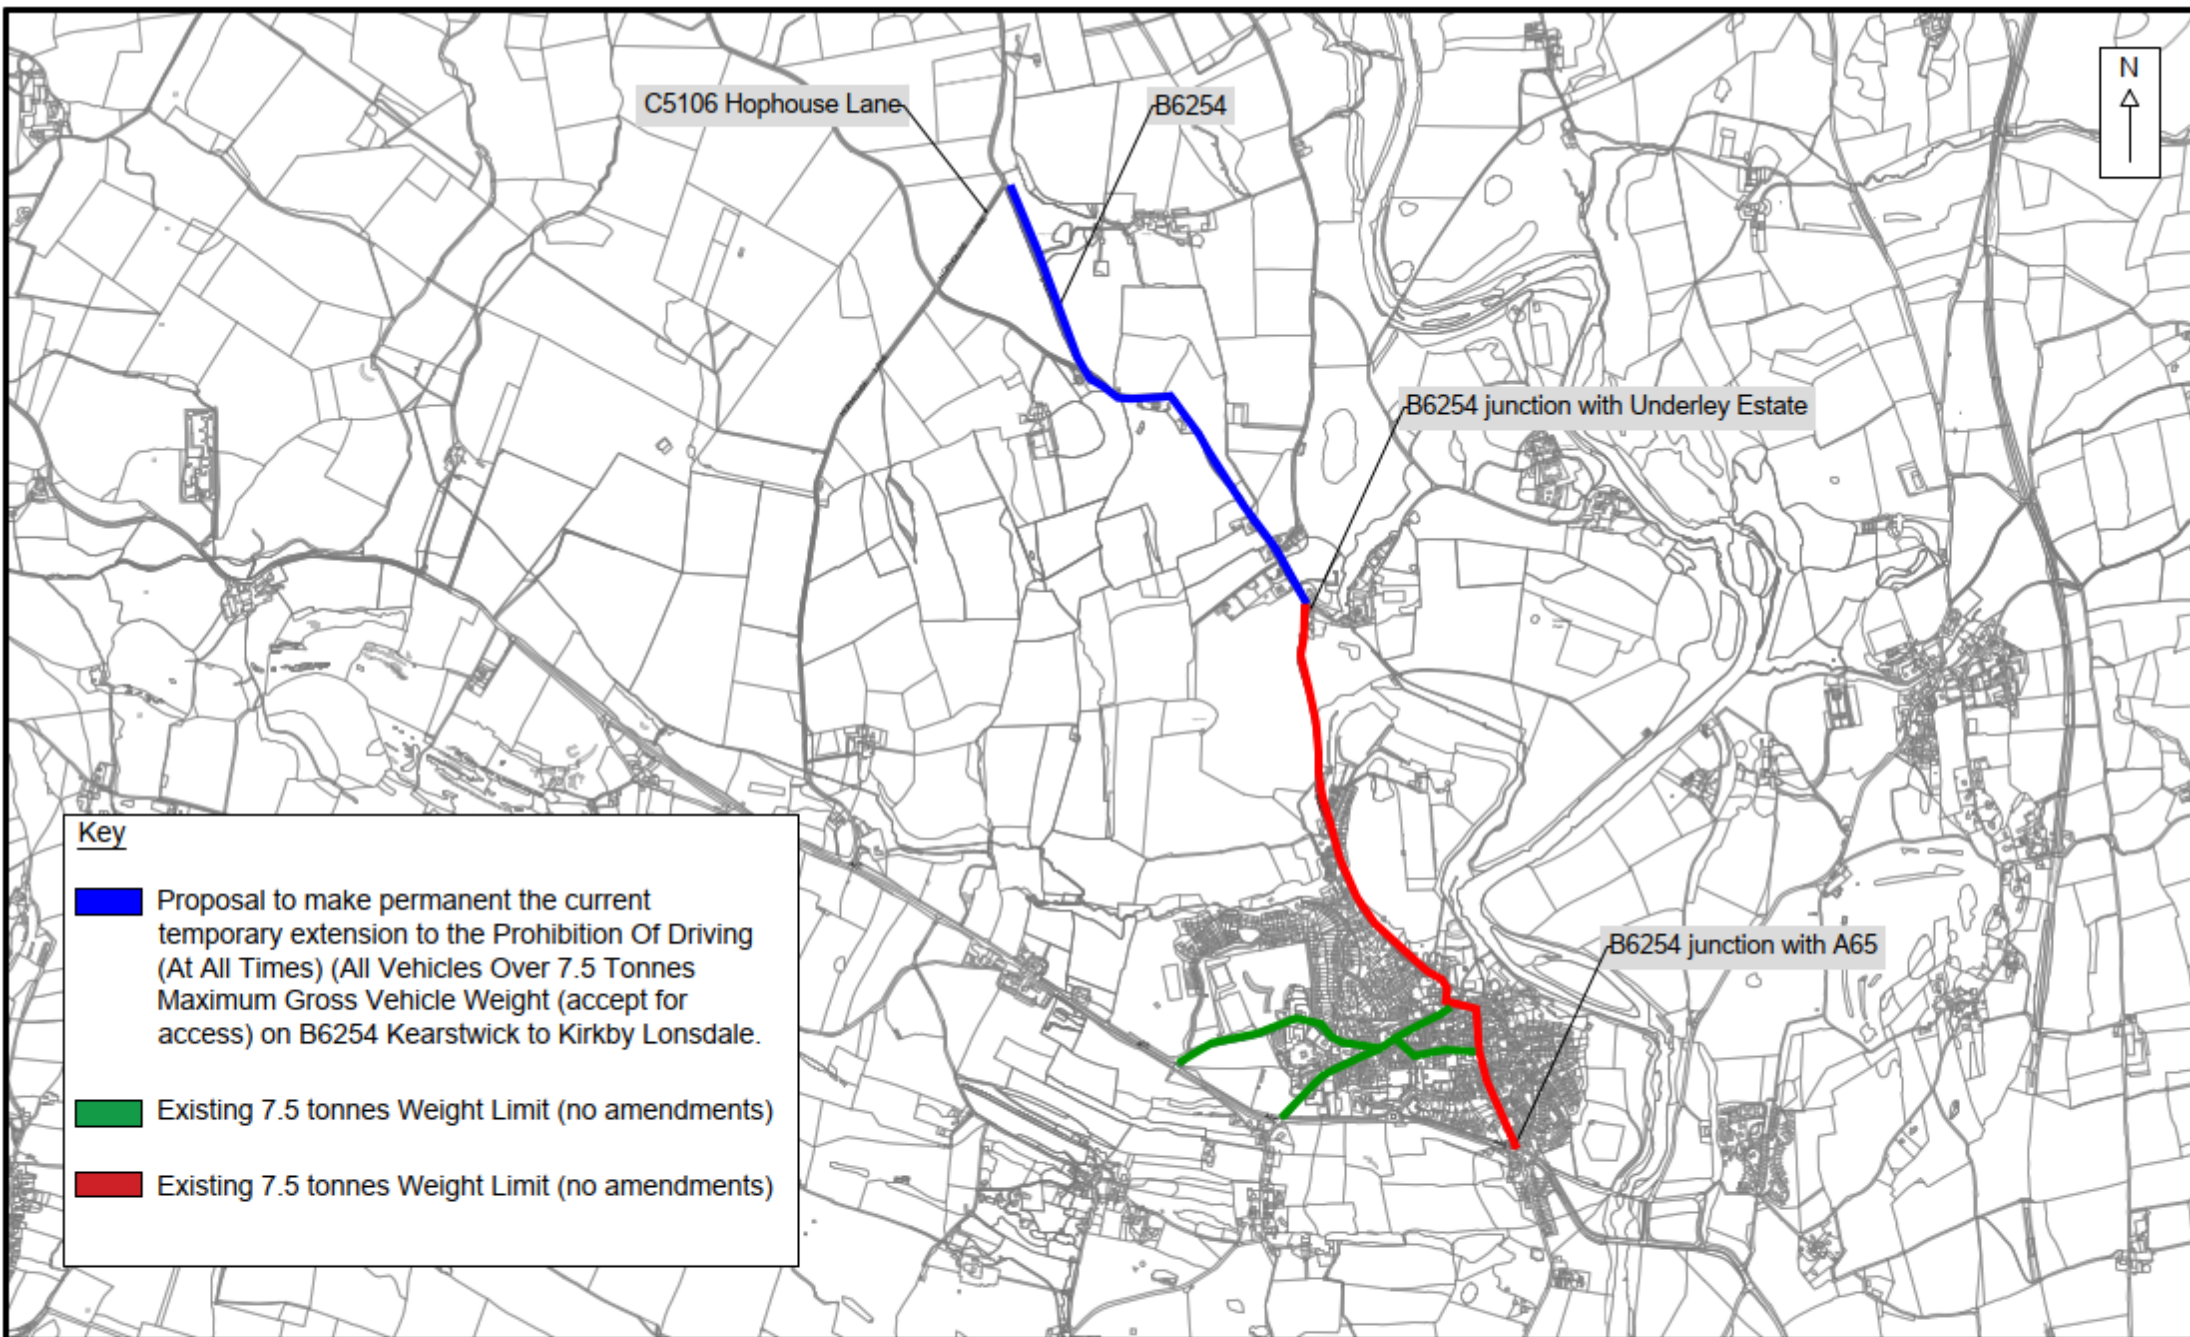 C5106 Hophouse Lane
B6254
N
B6254 junction with Underley Estate
B6254 junction with A65
Key
Proposal to make permanent the current
temporary extension to the Prohibition Of Driving
(At All Times) (All Vehicles Over 7.5 Tonnes
Maximum Gross Vehicle Weight (accept for
access) on B6254 Kearstwick to Kirkby Lonsdale.
Existing 7.5 tonnes Weight Limit (no amendments)
Existing 7.5 tonnes Weight Limit (no amendments)